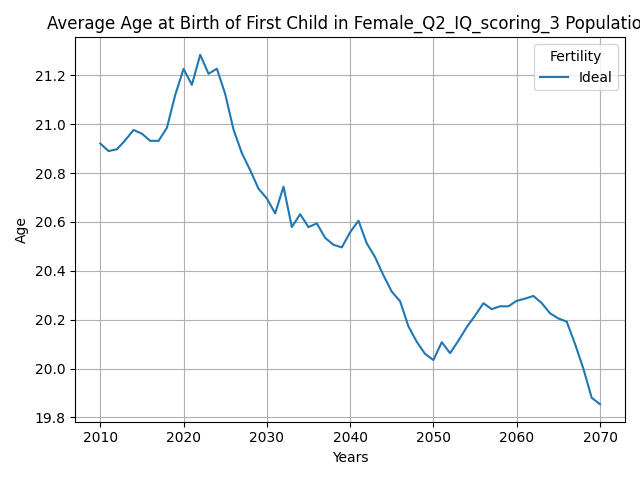 Average Age at Birth of First Child in Female_Q2_IQ_scoring_3 Populatio
Fertility
Ideal
Age
21.2
21.0
20.8
20.6
20.4
20.2
20.0
19.8
2010 2020 2030 2040 2050 2060 2070
Years